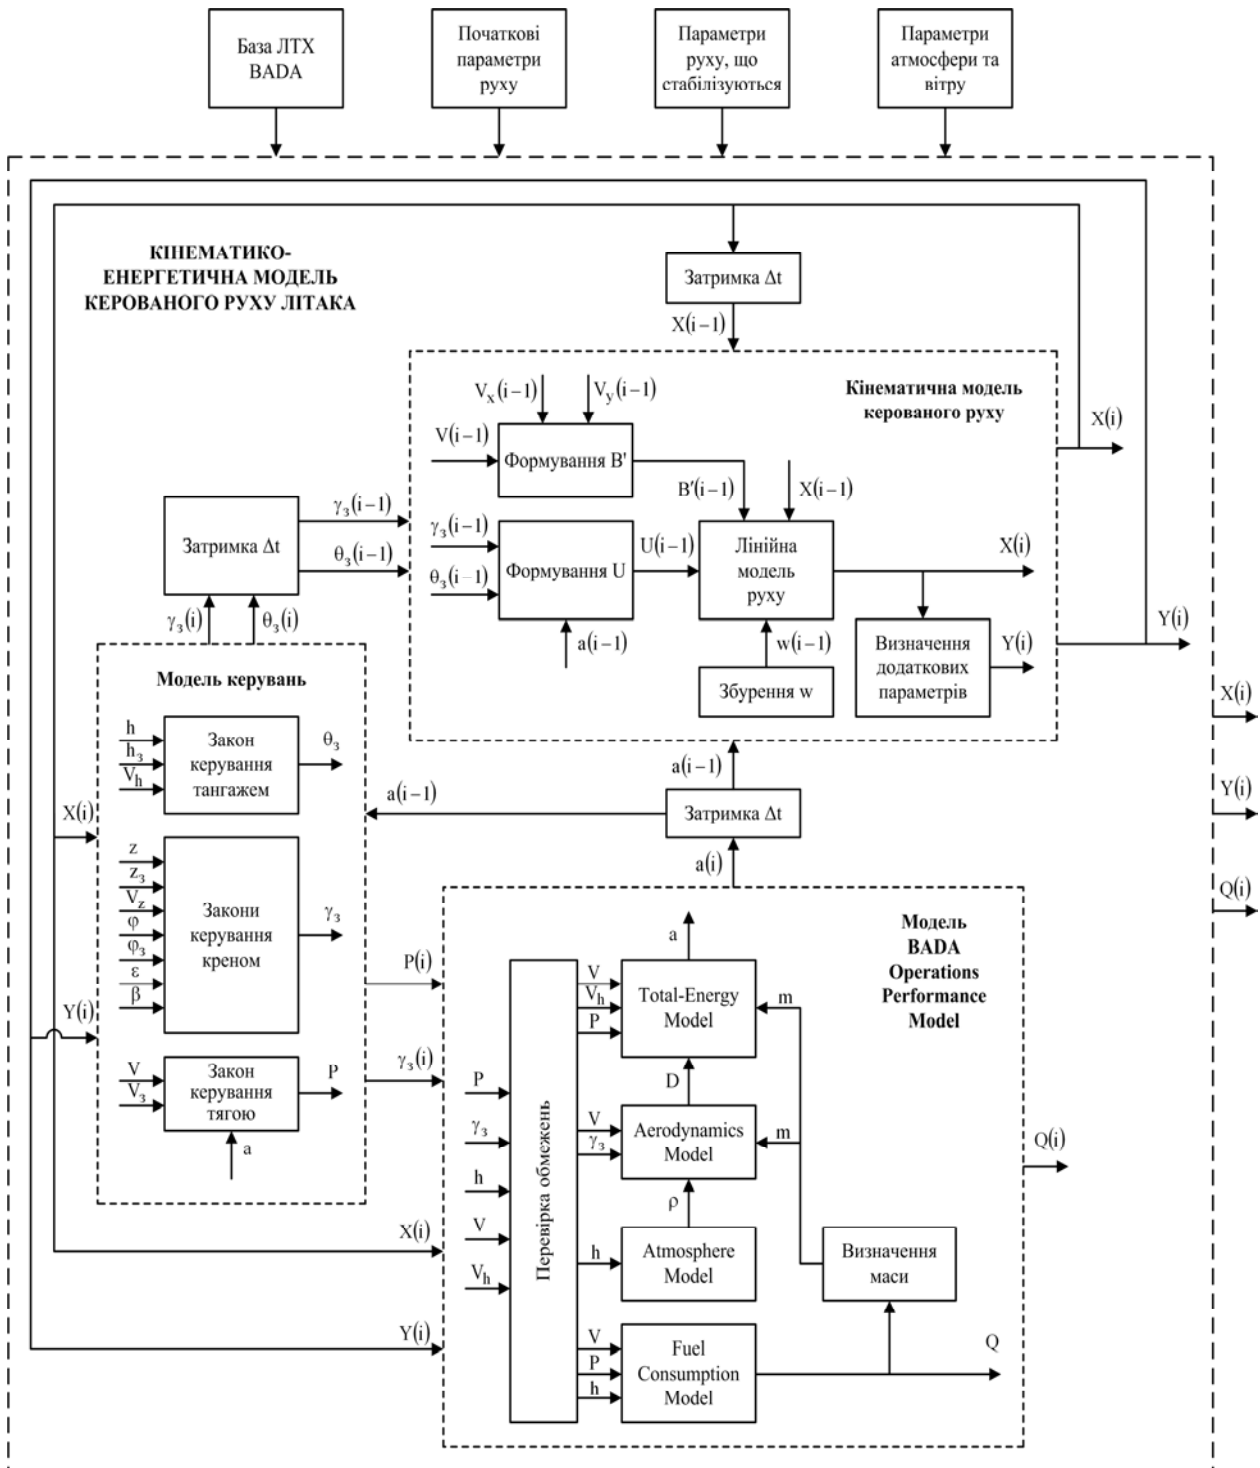 База ЛТХ
BADA
Початкові
параметри
руху
Параметри
руху, що
стабілізуються
Параметри
атмосфери та
вітру
КІНЕМАТИКО-
ЕНЕРГЕТИЧНА МОДЕЛЬ
КЕРОВАНОГО РУХУ ЛІТАКА
Затримка Δt
X(i−1)
Кінематична модель
керованого руху
Vx(i−1)
Vy(i−1)
V(i−1)
Формування B'
B'(i−1)
X(i−1)
X(i)
γз(i−1)
θз(i−1)
Затримка Δt
γз(i)
θз(i)
γз(i−1)
θз(i−1)
Формування U
U(i−1)
a(i−1)
Лінійна
модель
руху
X(i)
w(i−1)
Збурення w
Визначення
додаткових
параметрів
Y(i)
Y(i)
X(i)
Y(i)
Q(i)
Модель керувань
h
hз
Vh
Закон
керування
тангажем
θз
X(i)
a(i−1)
a(i−1)
Затримка Δt
a(i)
z
zз
Vz
φ
φз
ε
β
Закони
керування
креном
γз
Y(i)
P(i)
V
Vз
Закон
керування
тягою
P
a
γз(i)
X(i)
Y(i)
Модель
BADA
Operations
Performance
Model
a
P
γз
h
V
Vh
Перевірка обмежень
V
Vh
P
Total-Energy
Model
m
D
V
γз
Aerodynamics
Model
m
ρ
h
Atmosphere
Model
Визначення
маси
V
P
h
Fuel
Consumption
Model
Q
Q(i)